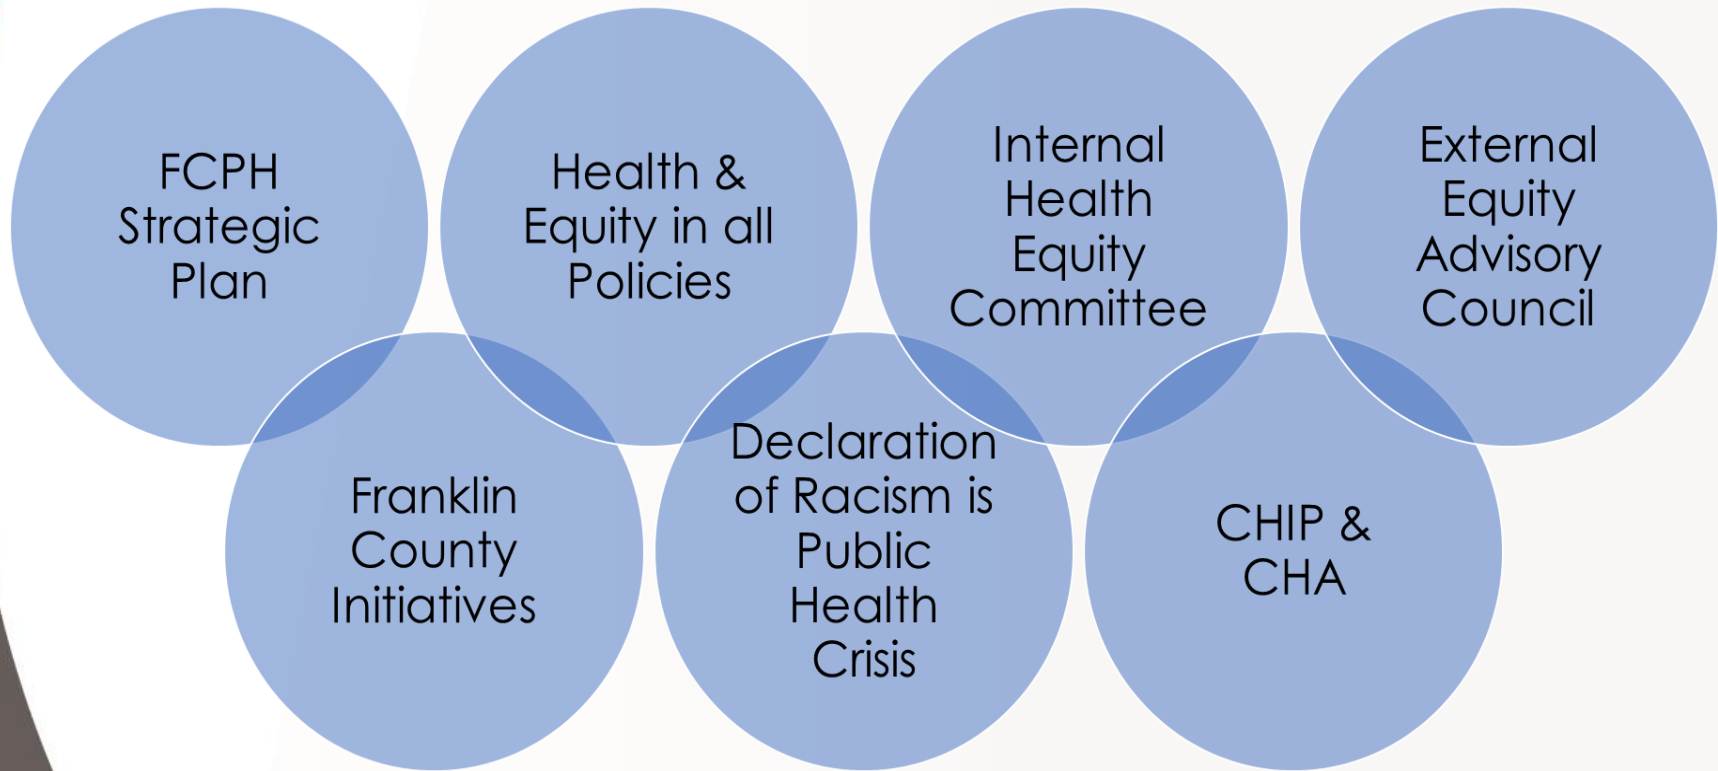 FCPH
Strategic
Plan
Health &
Equity in all
Policies
Internal
Health
Equity
Committee
External
Equity
Advisory
Council
Franklin
County
Initiatives
Declaration
of Racism is
Public
Health
Crisis
CHIP &
CHA